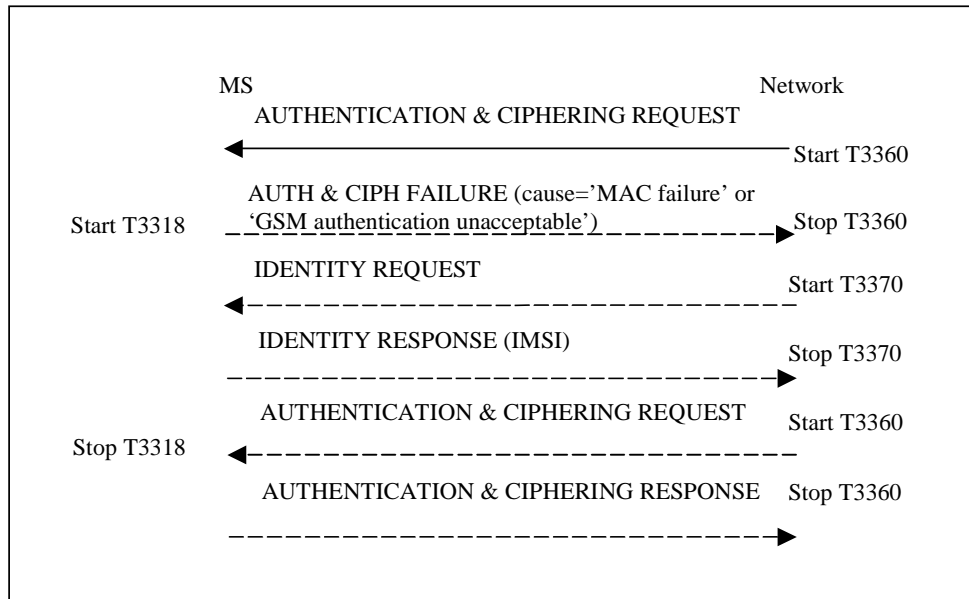 MS Network
AUTHENTICATION & CIPHERING REQUEST
Start T3360
AUTH & CIPH FAILURE (cause='MAC failure' or
Start T3318 ‘GSM authentication unacceptable’) Stop T3360
IDENTITY REQUEST
Start T3370
IDENTITY RESPONSE (IMSI)
Stop T3370
AUTHENTICATION & CIPHERING REQUEST Start T3360
Stop T3318
AUTHENTICATION & CIPHERING RESPONSE Stop T3360